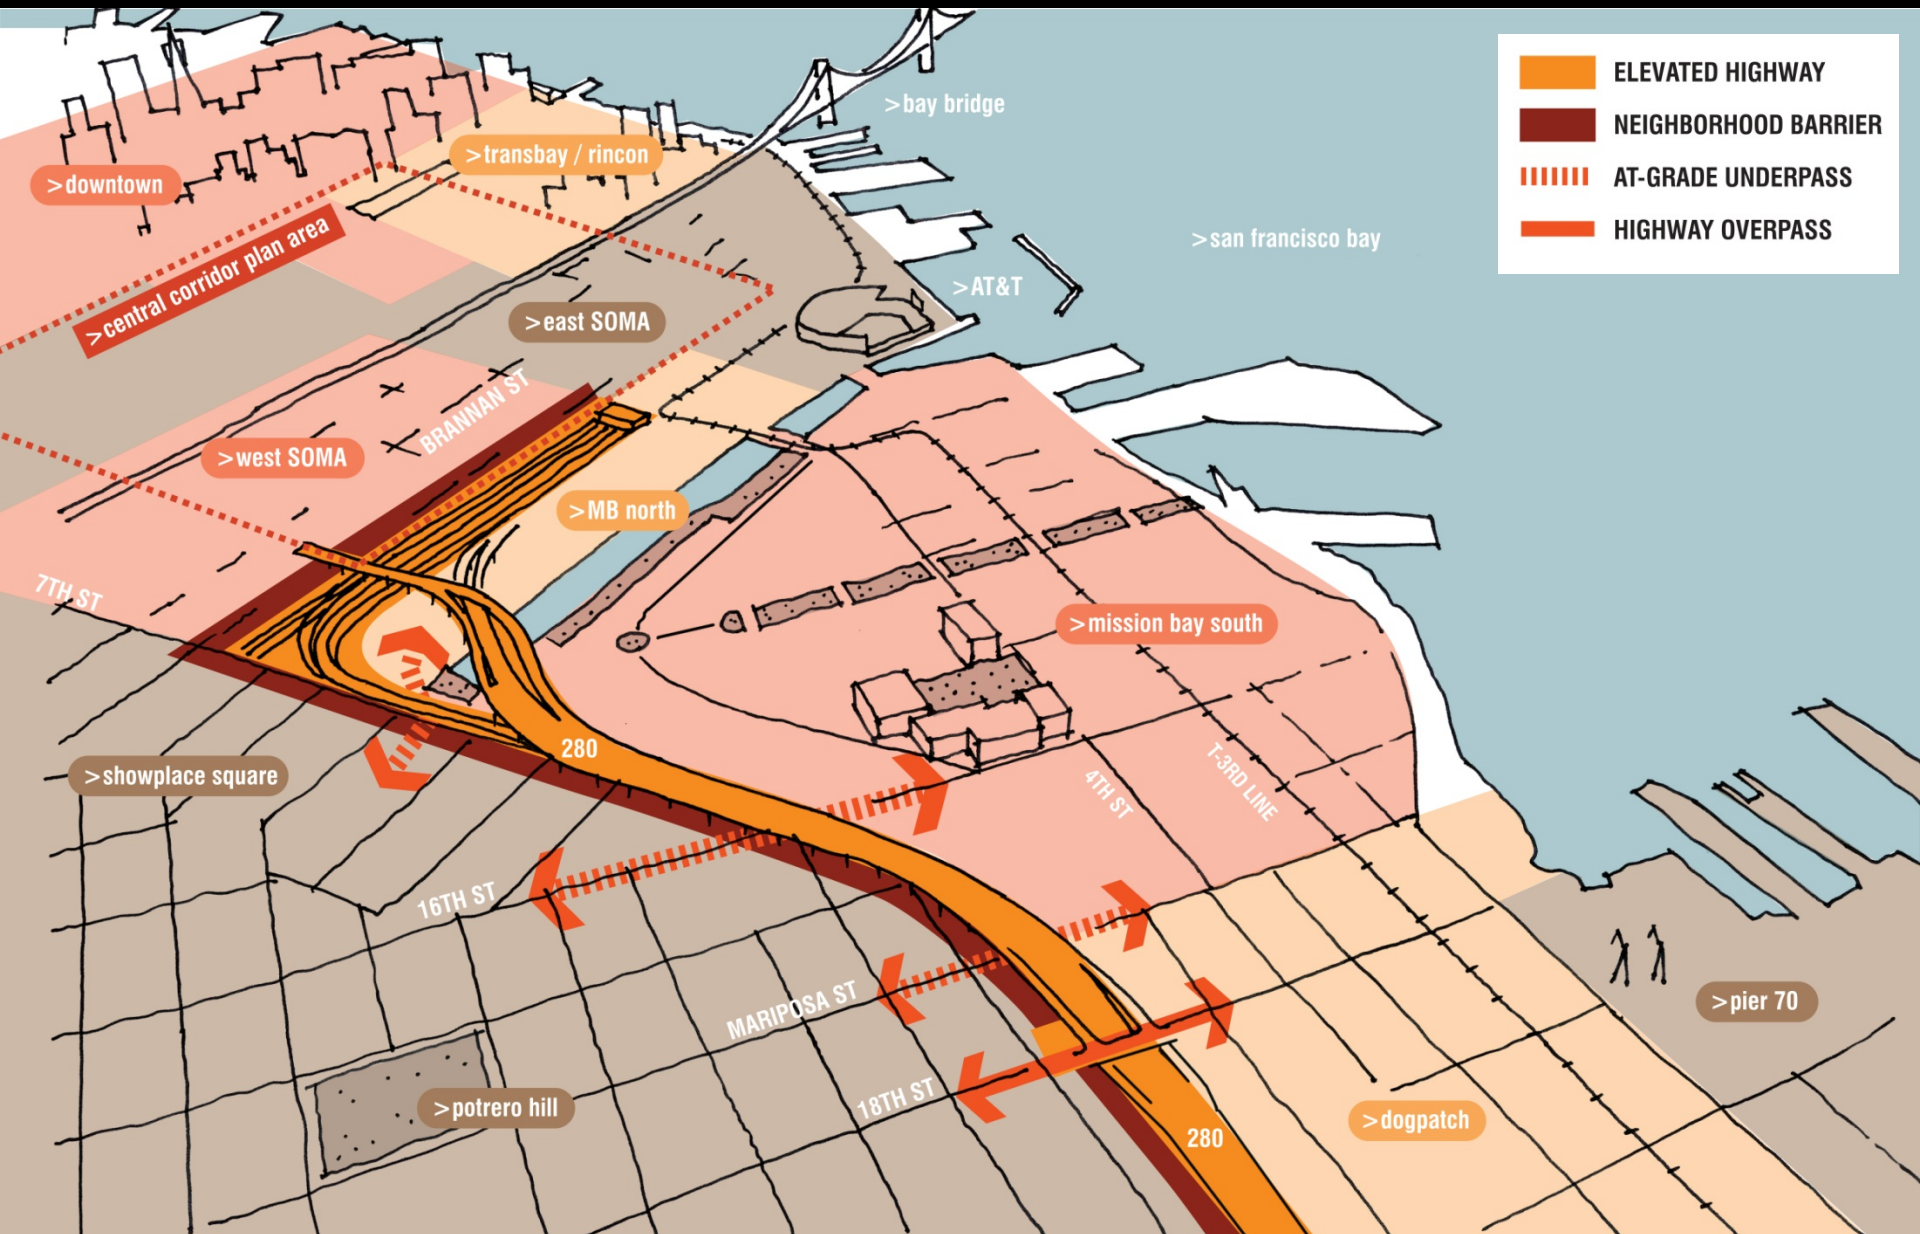 ELEVATED HIGHWAY
NEIGHBORHOOD BARRIER
AT-GRADE UNDERPASS
HIGHWAY OVERPASS
>bay bridge
>transbay / rincon
>downtown
>central corridor plan area
>san francisco bay
>AT&T
>east SOMA
BRANNAN ST
>west SOMA
>MB north
7TH ST
>mission bay south
280
>showplace square
4TH ST
T-3RD LINE
16TH ST
MARIPOSA ST
>pier 70
18TH ST
>potrero hill
>dogpatch
280